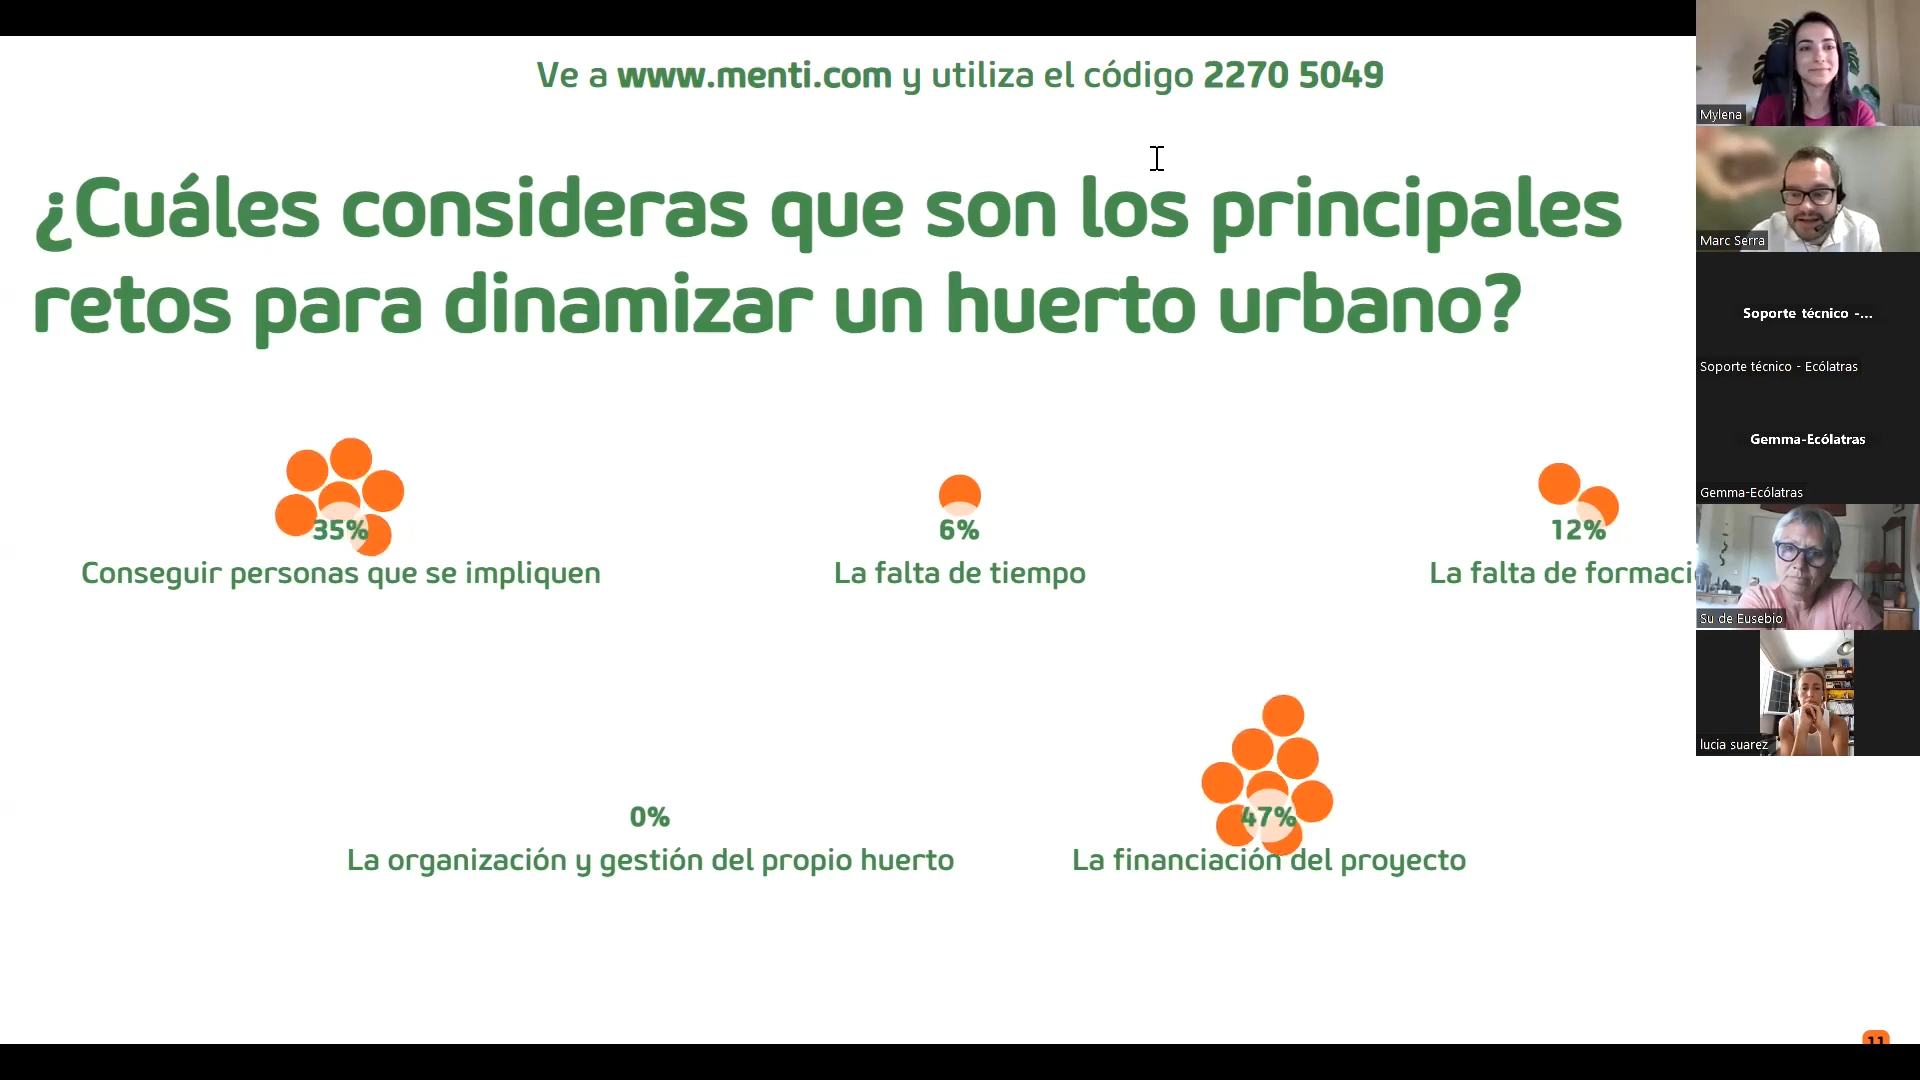 Ve a www.menti.com y utiliza el código 2270 5049
¿Cuáles consideras que son los principales
retos para dinamizar un huerto urbano?
35%
Conseguir personas que se impliquen
6%
La falta de tiempo
12%
La falta de formaci
0%
La organización y gestión del propio huerto
47%
La financiación del proyecto
Mylena
Marc Serra
Soporte técnico -...
Soporte técnico - Ecólatras
Gemma-Ecólatras
Gemma-Ecólatras
Su de Eusebio
lucia suarez
11